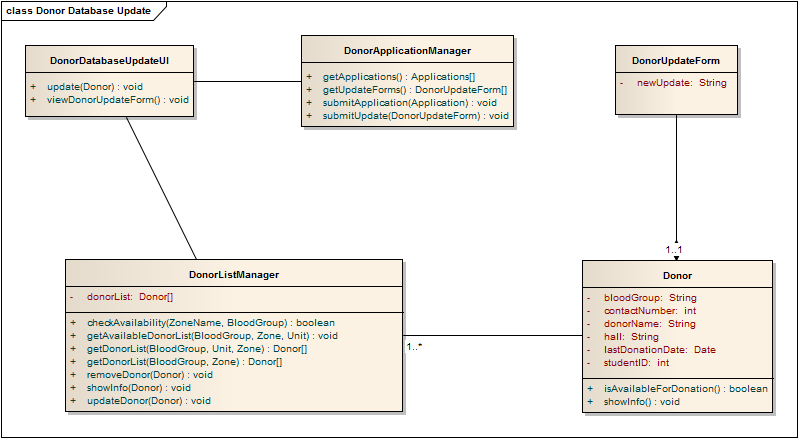 class Donor Database Update
DonorDatabaseUpdateUI
+ update(Donor) : void
+ viewDonorUpdateForm() : void
DonorApplicationManager
+ getApplications() : Applications[]
+ getUpdateForms() : DonorUpdateForm[]
+ submitApplication(Application) : void
+ submitUpdate(DonorUpdateForm) : void
DonorUpdateForm
- newUpdate: String
1..1
DonorListManager
- donorList: Donor[]
+ checkAvailability(ZoneName, BloodGroup) : boolean
+ getAvailableDonorList(BloodGroup, Zone, Unit) : void
+ getDonorList(BloodGroup, Unit, Zone) : Donor[]
+ getDonorList(BloodGroup, Zone) : Donor[]
+ removeDonor(Donor) : void
+ showInfo(Donor) : void
+ updateDonor(Donor) : void
1..*
Donor
- bloodGroup: String
- contactNumber: int
- donorName: String
- hall: String
- lastDonationDate: Date
- studentID: int
+ isAvailableForDonation() : boolean
+ showInfo() : void